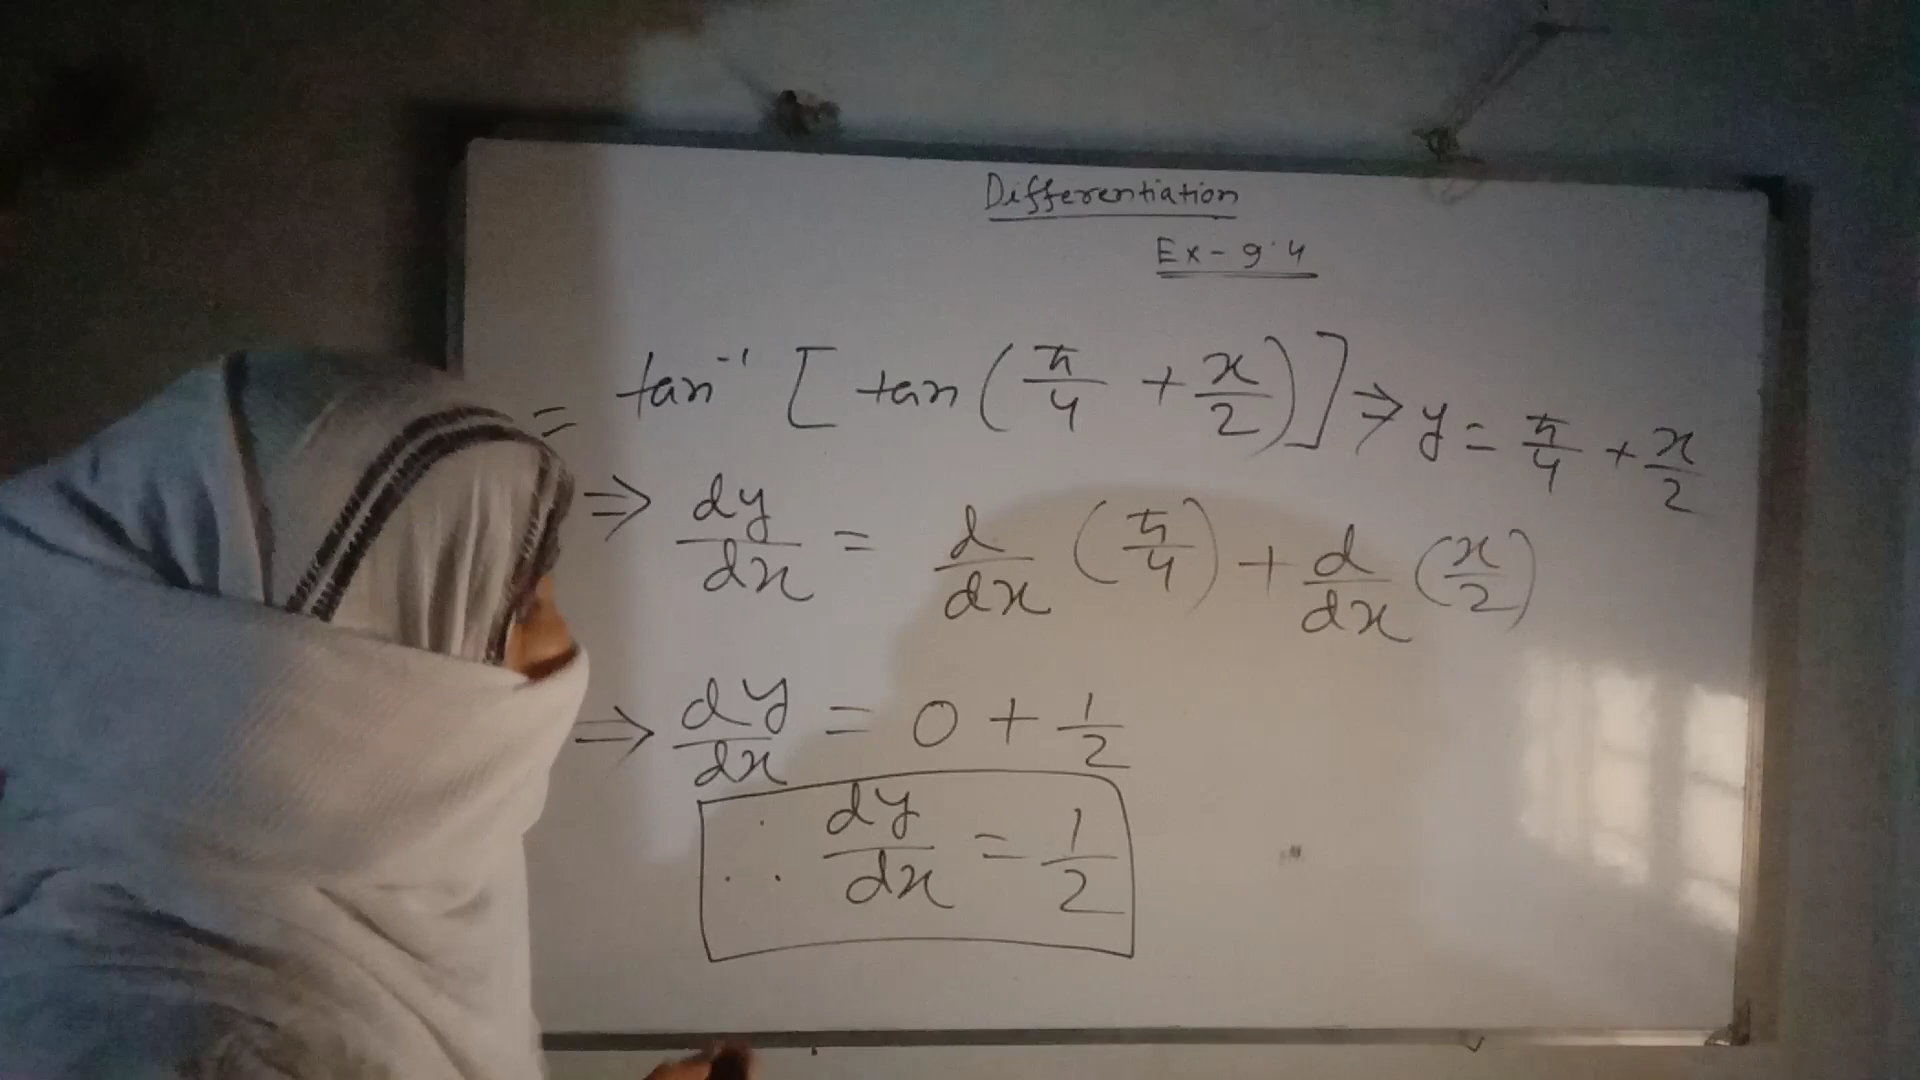 Differentiation
Ex - 9.4
= tan⁻¹ [ tan ( π/4 + x/2 ) ] ⇒ y = π/4 + x/2
⇒ dy/dx = d/dx ( π/4 ) + d/dx ( x/2 )
⇒ dy/dx = 0 + 1/2
∴ dy/dx = 1/2